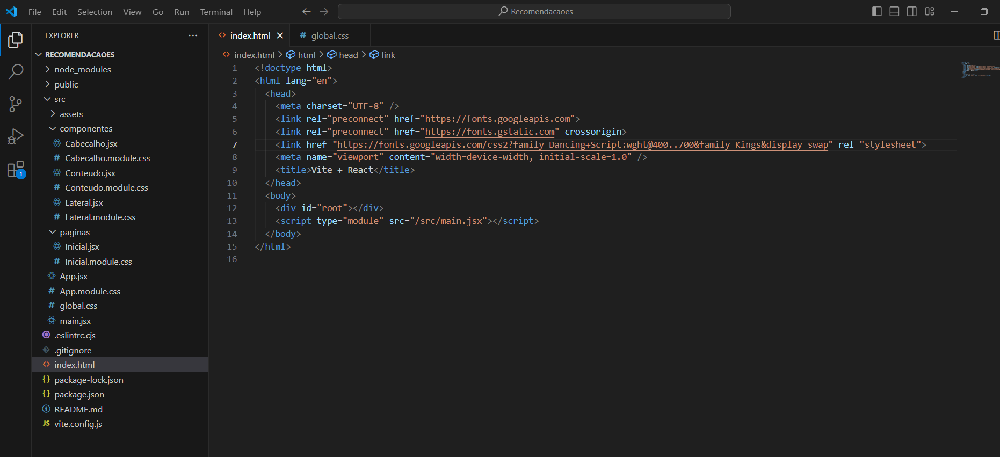 File Edit Selection View Go Run Terminal Help Recomendacaoes
EXPLORER ···
RECOMENDACAOES
node_modules
public
src
assets
componentes
Cabecalho.jsx
# Cabecalho.module.css
Conteudo.jsx
# Conteudo.module.css
Lateral.jsx
# Lateral.module.css
paginas
Inicial.jsx
# Inicial.module.css
App.jsx
# App.module.css
# global.css
main.jsx
.eslintrc.cjs
.gitignore
<> index.html
{} package-lock.json
{} package.json
README.md
JS vite.config.js
1
<> index.html × # global.css
<> index.html > html > head > link
1 <!doctype html>
2 <html lang="en">
3 <head>
4 <meta charset="UTF-8" />
5 <link rel="preconnect" href="https://fonts.googleapis.com">
6 <link rel="preconnect" href="https://fonts.gstatic.com" crossorigin>
7 <link href="https://fonts.googleapis.com/css2?family=Dancing+Script:wght@400..700&family=Kings&display=swap" rel="stylesheet">
8 <meta name="viewport" content="width=device-width, initial-scale=1.0" />
9 <title>Vite + React</title>
10 </head>
11 <body>
12 <div id="root"></div>
13 <script type="module" src="/src/main.jsx"></script>
14 </body>
15 </html>
16